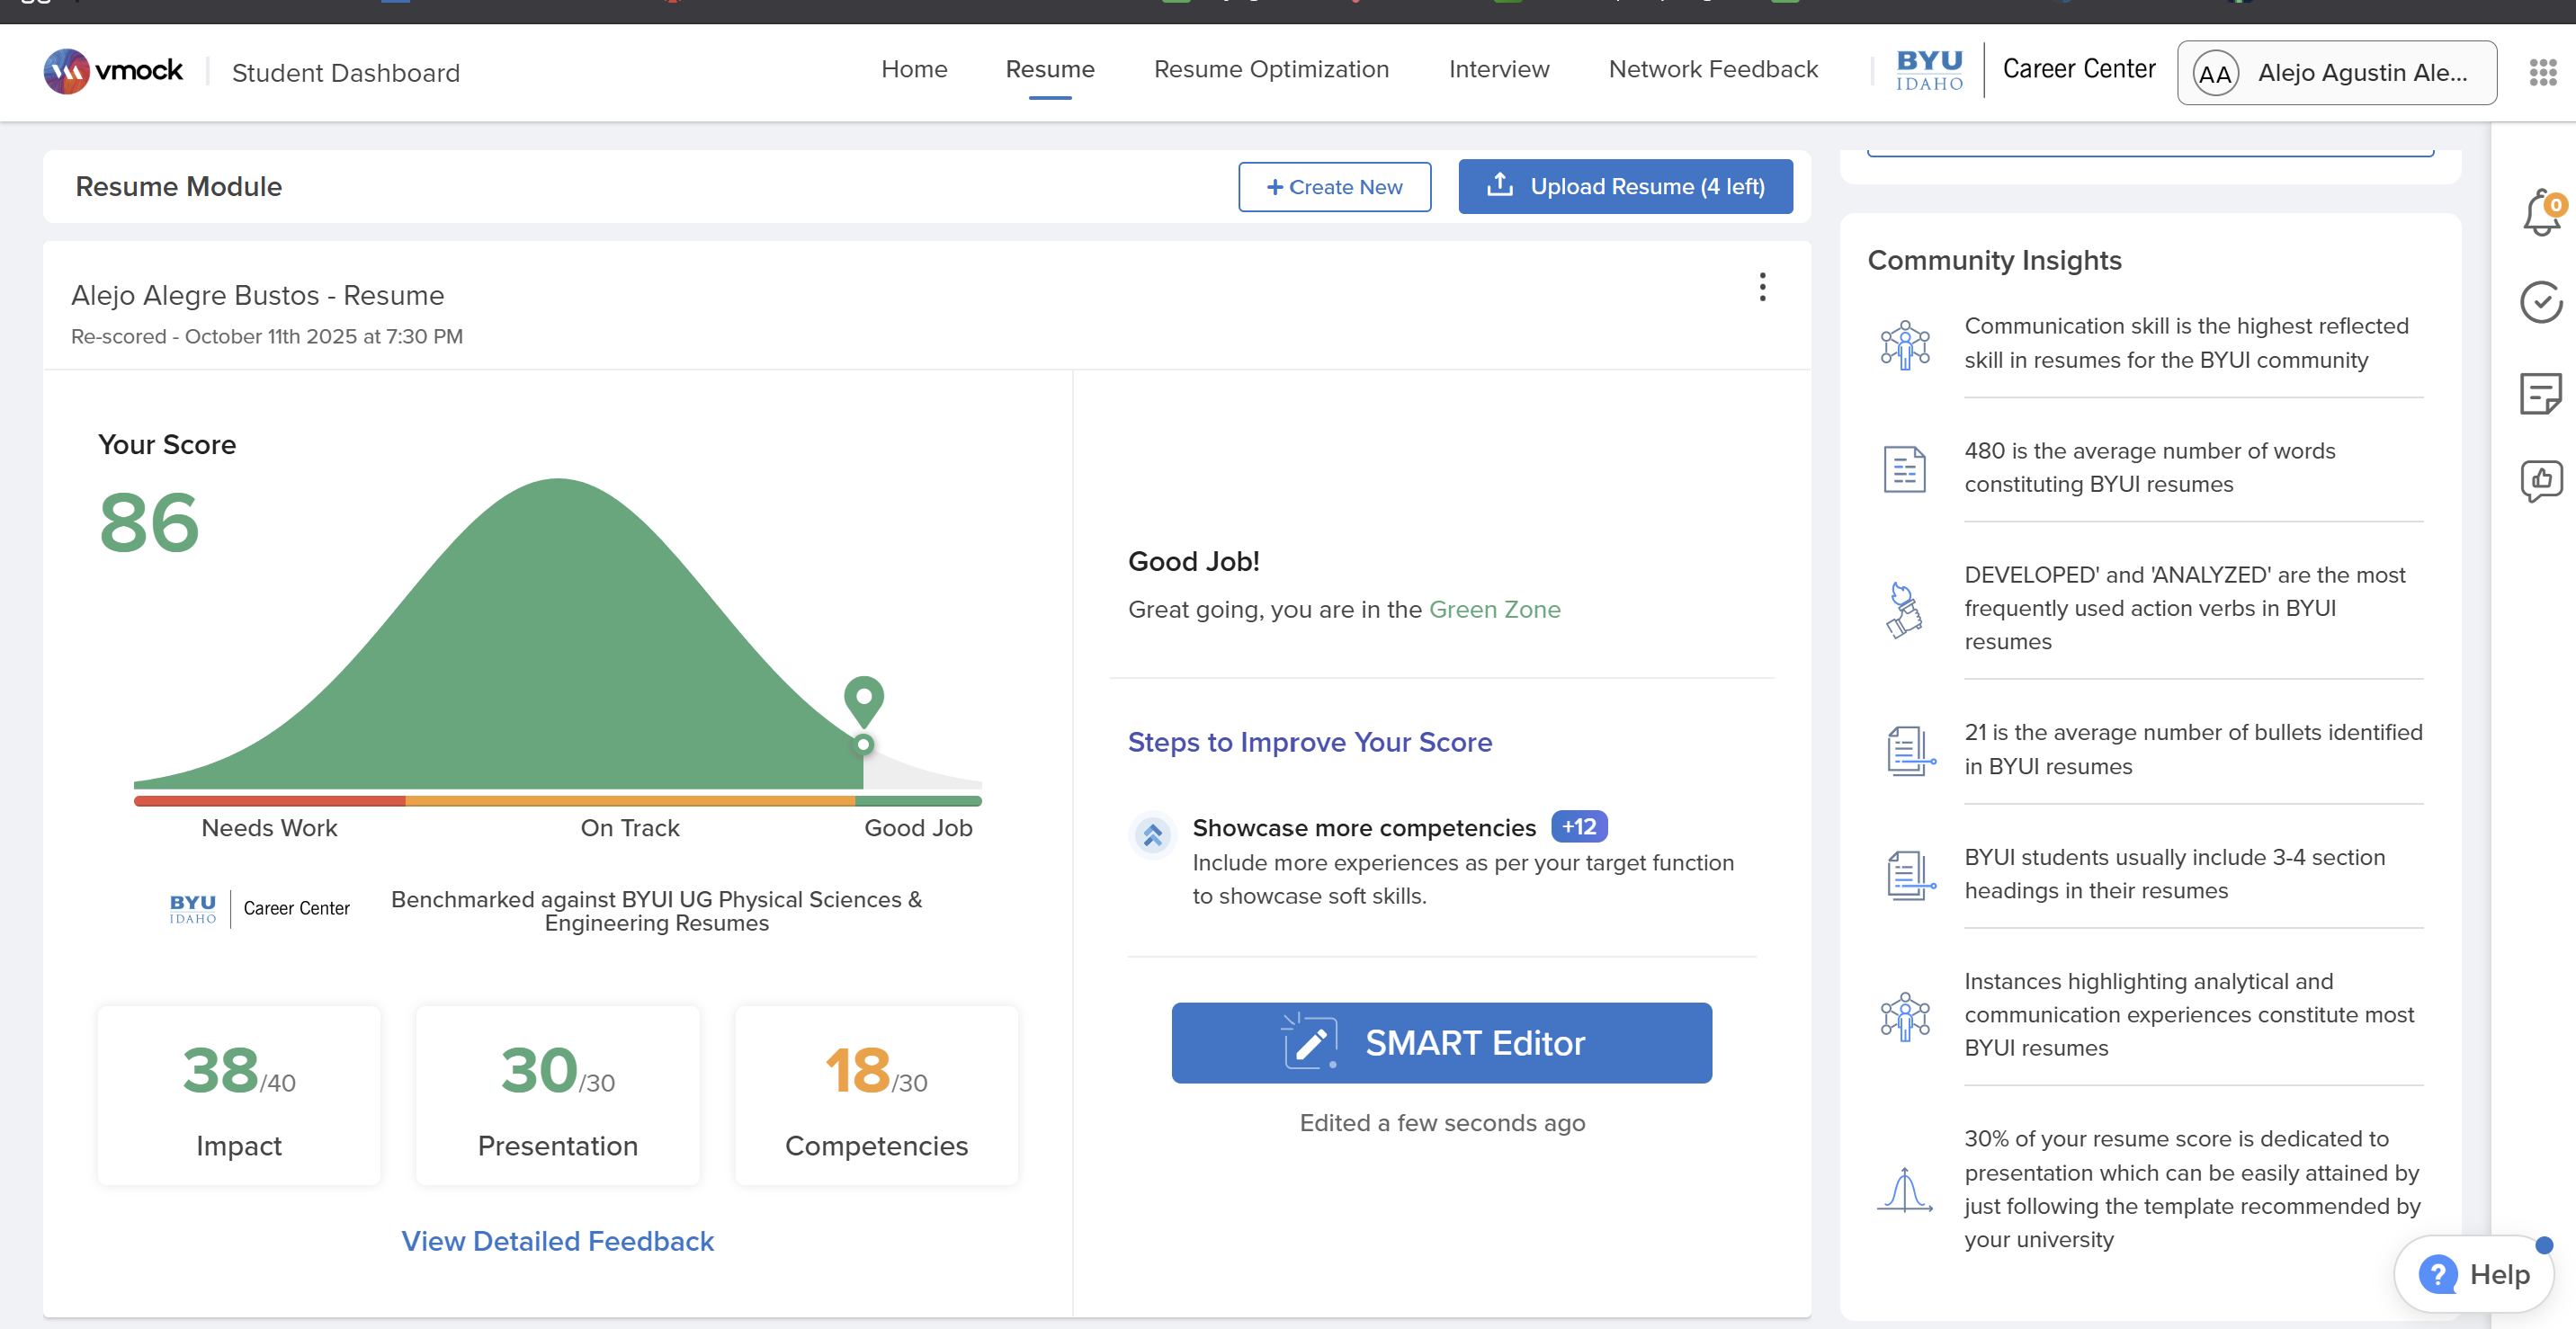 vmock
Student Dashboard
Home
Resume
Resume Optimization
Interview
Network Feedback
BYU
IDAHO
Career Center
AA
Alejo Agustin Ale...
Resume Module
+ Create New
Upload Resume (4 left)
Alejo Alegre Bustos - Resume
Re-scored - October 11th 2025 at 7:30 PM
Your Score
86
Needs Work
On Track
Good Job
BYU
IDAHO
Career Center
Benchmarked against BYUI UG Physical Sciences &
Engineering Resumes
38/40
Impact
30/30
Presentation
18/30
Competencies
View Detailed Feedback
Good Job!
Great going, you are in the Green Zone
Steps to Improve Your Score
Showcase more competencies +12
Include more experiences as per your target function
to showcase soft skills.
SMART Editor
Edited a few seconds ago
Community Insights
Communication skill is the highest reflected
skill in resumes for the BYUI community
480 is the average number of words
constituting BYUI resumes
DEVELOPED' and 'ANALYZED' are the most
frequently used action verbs in BYUI
resumes
21 is the average number of bullets identified
in BYUI resumes
BYUI students usually include 3-4 section
headings in their resumes
Instances highlighting analytical and
communication experiences constitute most
BYUI resumes
30% of your resume score is dedicated to
presentation which can be easily attained by
just following the template recommended by
your university
0
? Help